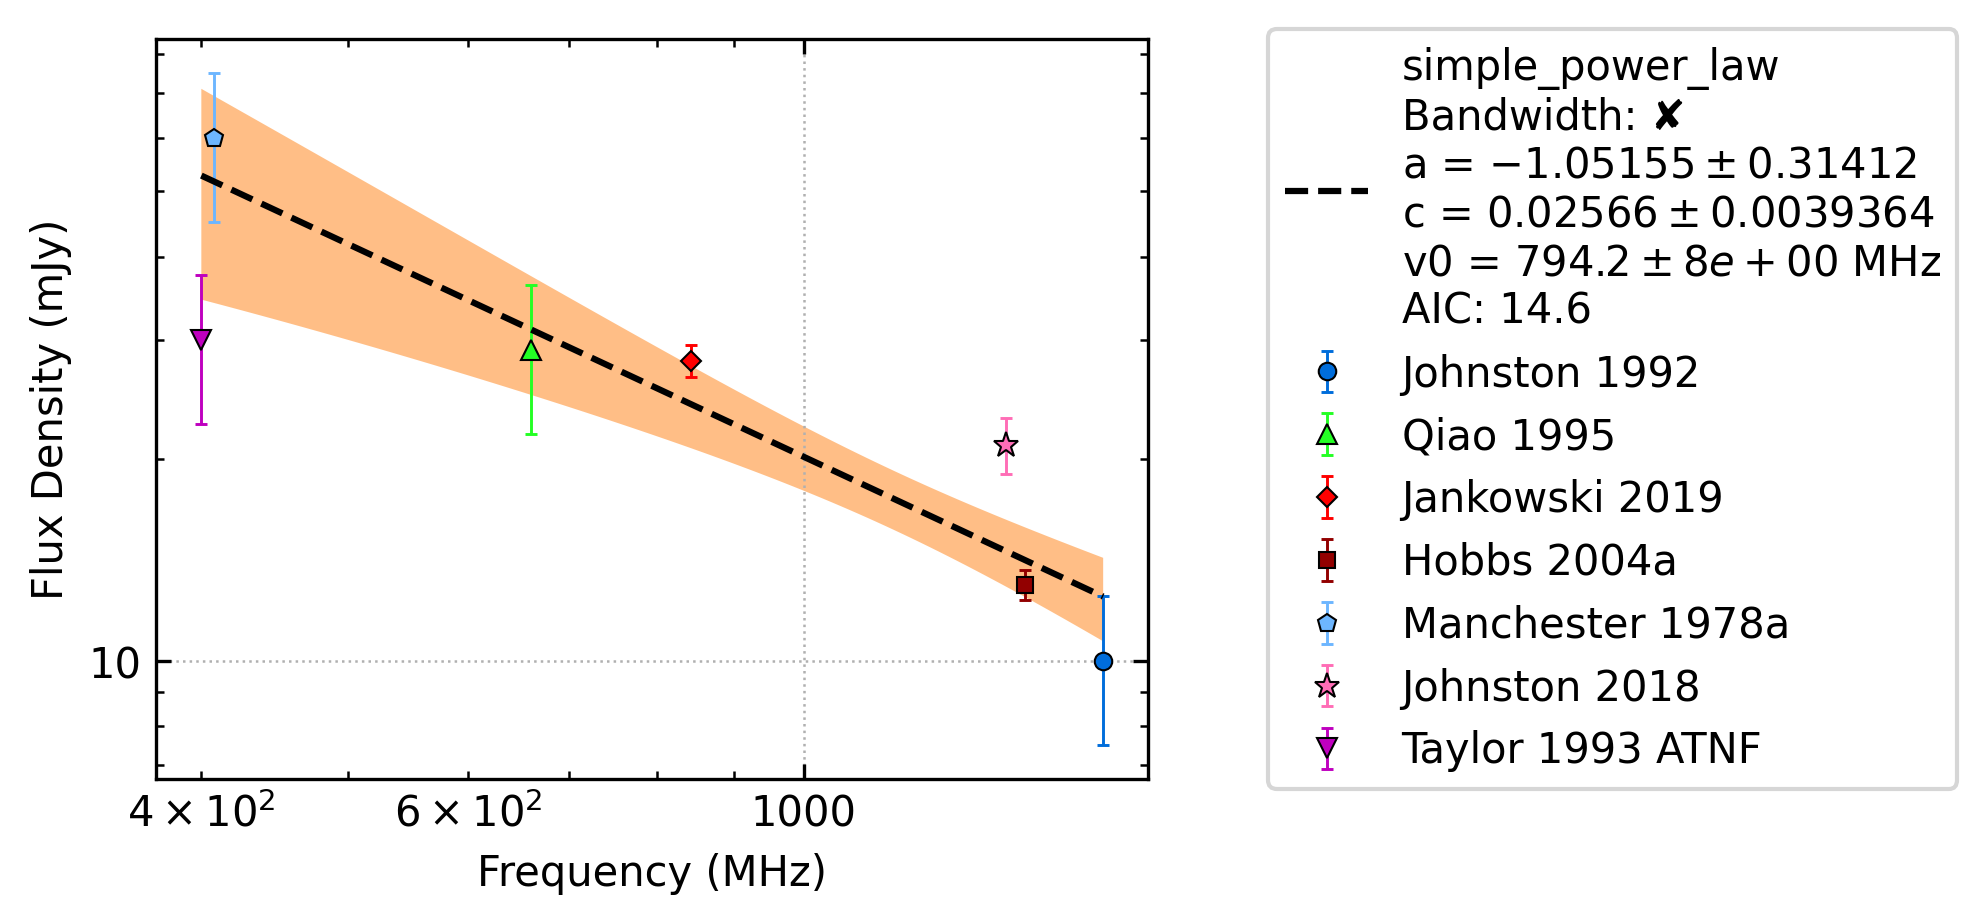 Flux Density (mJy)
10
4 × 10²
6 × 10²
1000
Frequency (MHz)
simple_power_law
Bandwidth: ✘
a = −1.05155 ± 0.31412
c = 0.02566 ± 0.0039364
v0 = 794.2 ± 8e + 00 MHz
AIC: 14.6
Johnston 1992
Qiao 1995
Jankowski 2019
Hobbs 2004a
Manchester 1978a
Johnston 2018
Taylor 1993 ATNF